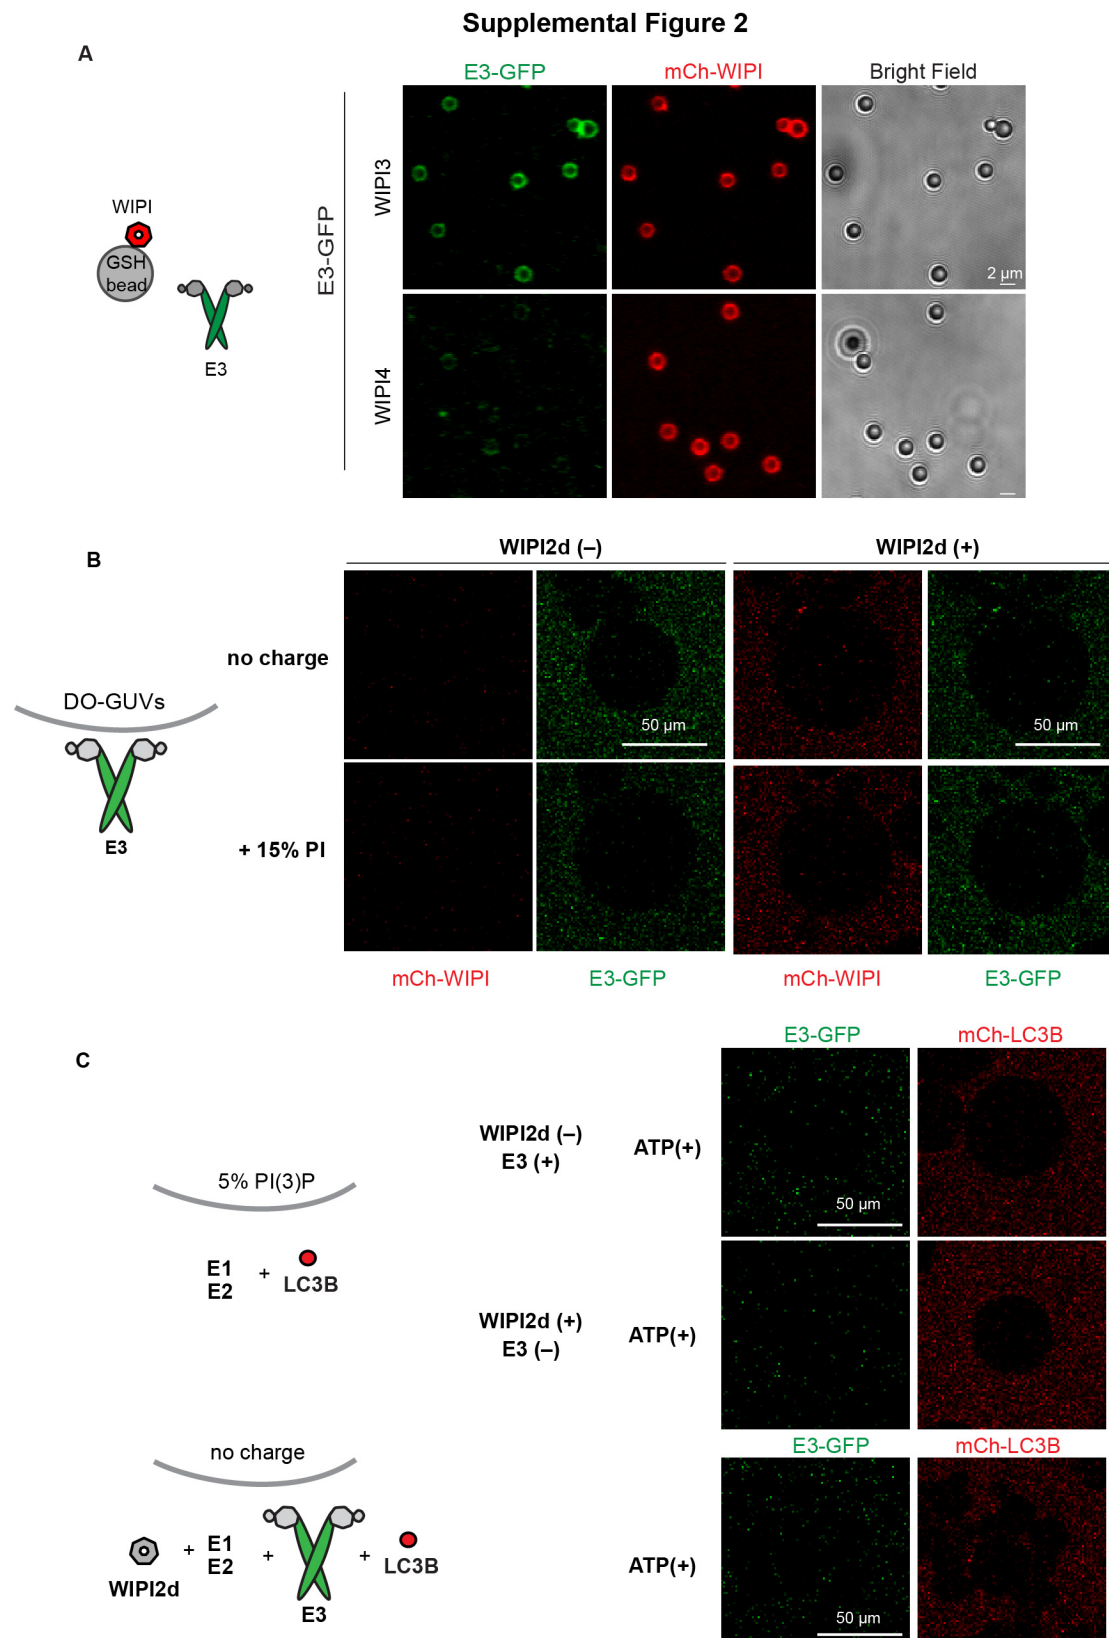 Supplemental Figure 2
A
E3-GFP
mCh-WIPI
Bright Field
WIPI
GSH
bead
E3
E3-GFP
WIPI3
2 µm
WIPI4
B
WIPI2d (–)
WIPI2d (+)
no charge
DO-GUVs
50 µm
50 µm
E3
+ 15% PI
mCh-WIPI
E3-GFP
mCh-WIPI
E3-GFP
C
E3-GFP
mCh-LC3B
WIPI2d (–)
E3 (+)
ATP(+)
5% PI(3)P
50 µm
E1
E2
+
LC3B
WIPI2d (+)
E3 (–)
ATP(+)
E3-GFP
mCh-LC3B
no charge
WIPI2d
+
E1
E2
+
E3
+
LC3B
ATP(+)
50 µm